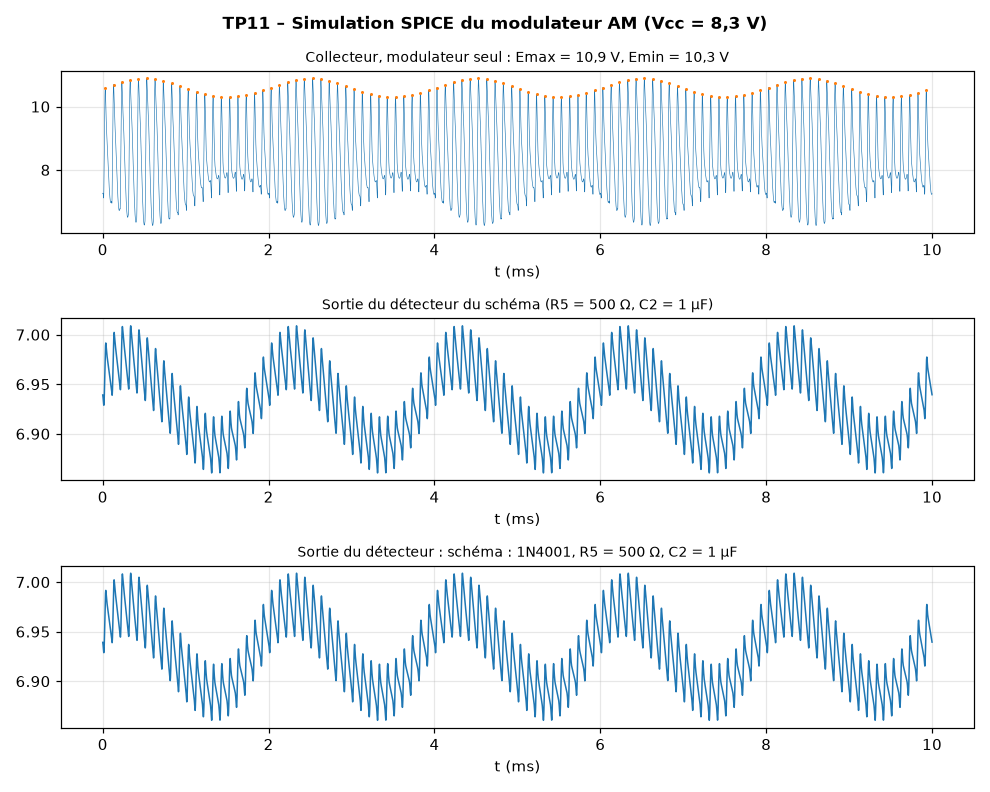 TP11 – Simulation SPICE du modulateur AM (Vcc = 8,3 V)
Collecteur, modulateur seul : Emax = 10,9 V, Emin = 10,3 V
10
8
0 2 4 6 8 10
t (ms)
Sortie du détecteur du schéma (R5 = 500 Ω, C2 = 1 µF)
7.00
6.95
6.90
0 2 4 6 8 10
t (ms)
Sortie du détecteur : schéma : 1N4001, R5 = 500 Ω, C2 = 1 µF
7.00
6.95
6.90
0 2 4 6 8 10
t (ms)